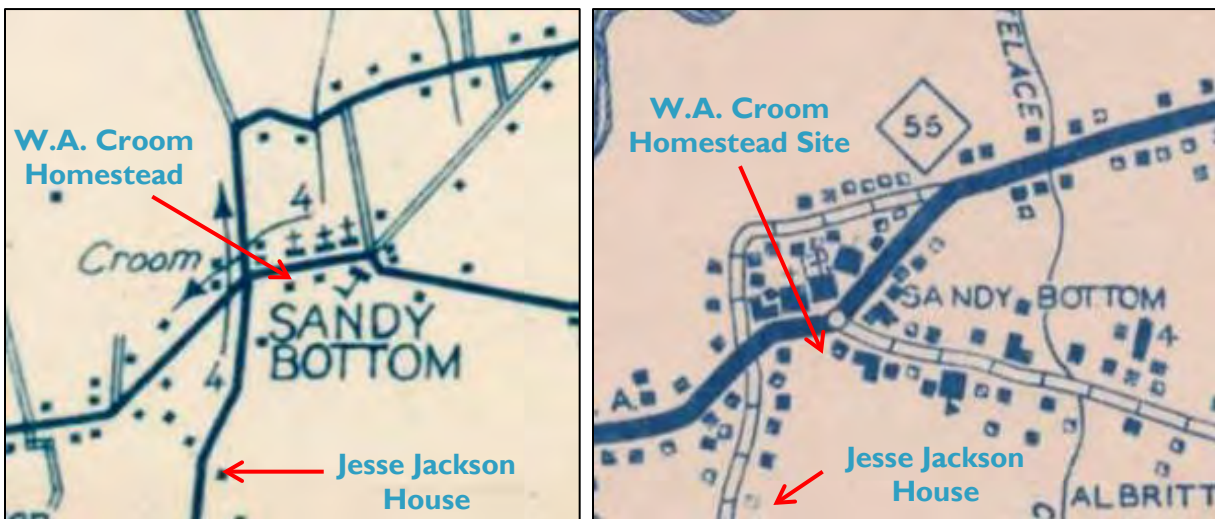 W.A. Croom
Homestead
4
Croom
SANDY
BOTTOM
4
Jesse Jackson
House
W.A. Croom
Homestead Site
55
SANDY BOTTOM
4
A.
Jesse Jackson
House
ALBRITT